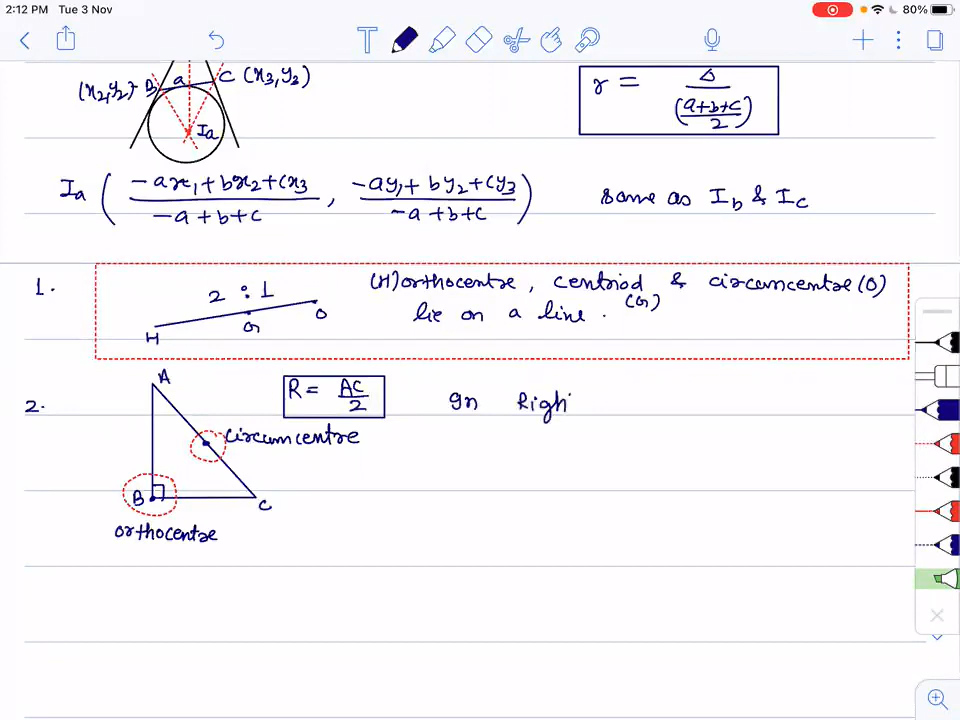 2:12 PM Tue 3 Nov
80%
T
C (x3, y3)
(x2, y2) B
a
Ia
r = Δ / ((a+b+c)/2)
Ia ( (-ax1 + bx2 + cx3)/(-a + b + c) , (-ay1 + by2 + cy3)/(-a + b + c) ) same as Ib & Ic
1.
2 : 1
H G O
(H)orthocentre, centriod & circumcentre (O)
(G)
lie on a line.
2.
A
R = AC/2
In Righ
circumcentre
B
C
orthocentre